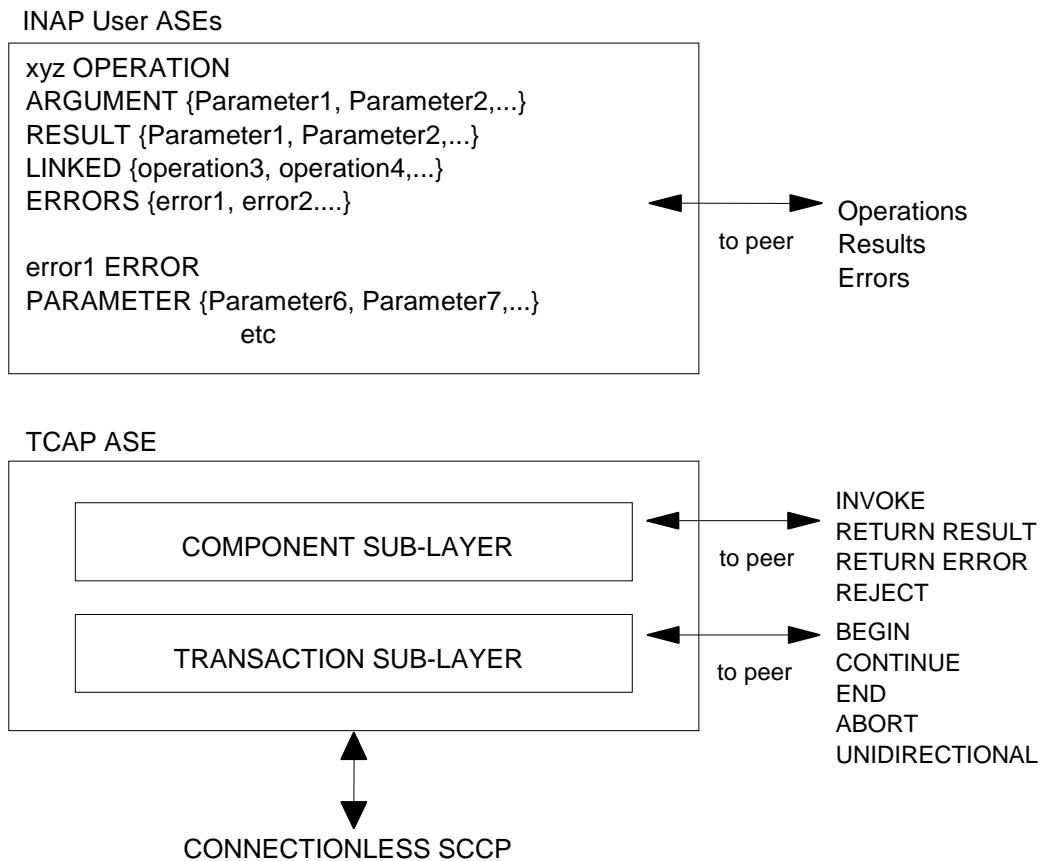 INAP User ASEs
xyz OPERATION
ARGUMENT {Parameter1, Parameter2,...}
RESULT {Parameter1, Parameter2,...}
LINKED {operation3, operation4,...}
ERRORS {error1, error2....}
error1 ERROR
PARAMETER {Parameter6, Parameter7,...}
etc
to peer
Operations
Results
Errors
TCAP ASE
COMPONENT SUB-LAYER
to peer
INVOKE
RETURN RESULT
RETURN ERROR
REJECT
TRANSACTION SUB-LAYER
to peer
BEGIN
CONTINUE
END
ABORT
UNIDIRECTIONAL
CONNECTIONLESS SCCP